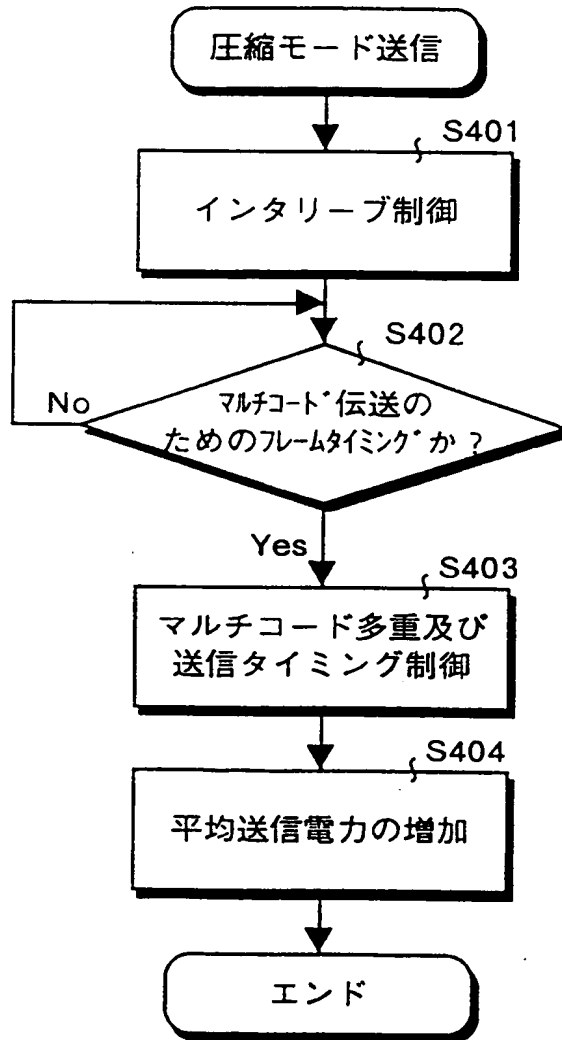 圧縮モード送信
S401
インタリーブ制御
S402
マルチコード伝送の
ためのフレームタイミングか?
No
Yes
S403
マルチコード多重及び
送信タイミング制御
S404
平均送信電力の増加
エンド